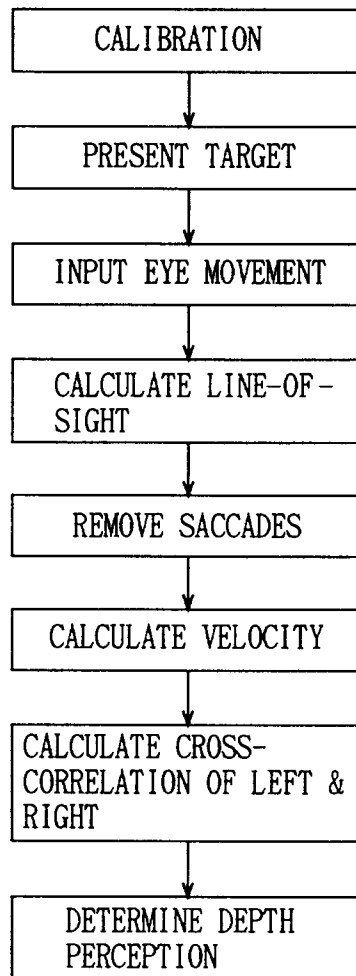 CALIBRATION
PRESENT TARGET
INPUT EYE MOVEMENT
CALCULATE LINE-OF-
SIGHT
REMOVE SACCADES
CALCULATE VELOCITY
CALCULATE CROSS-
CORRELATION OF LEFT &
RIGHT
DETERMINE DEPTH
PERCEPTION